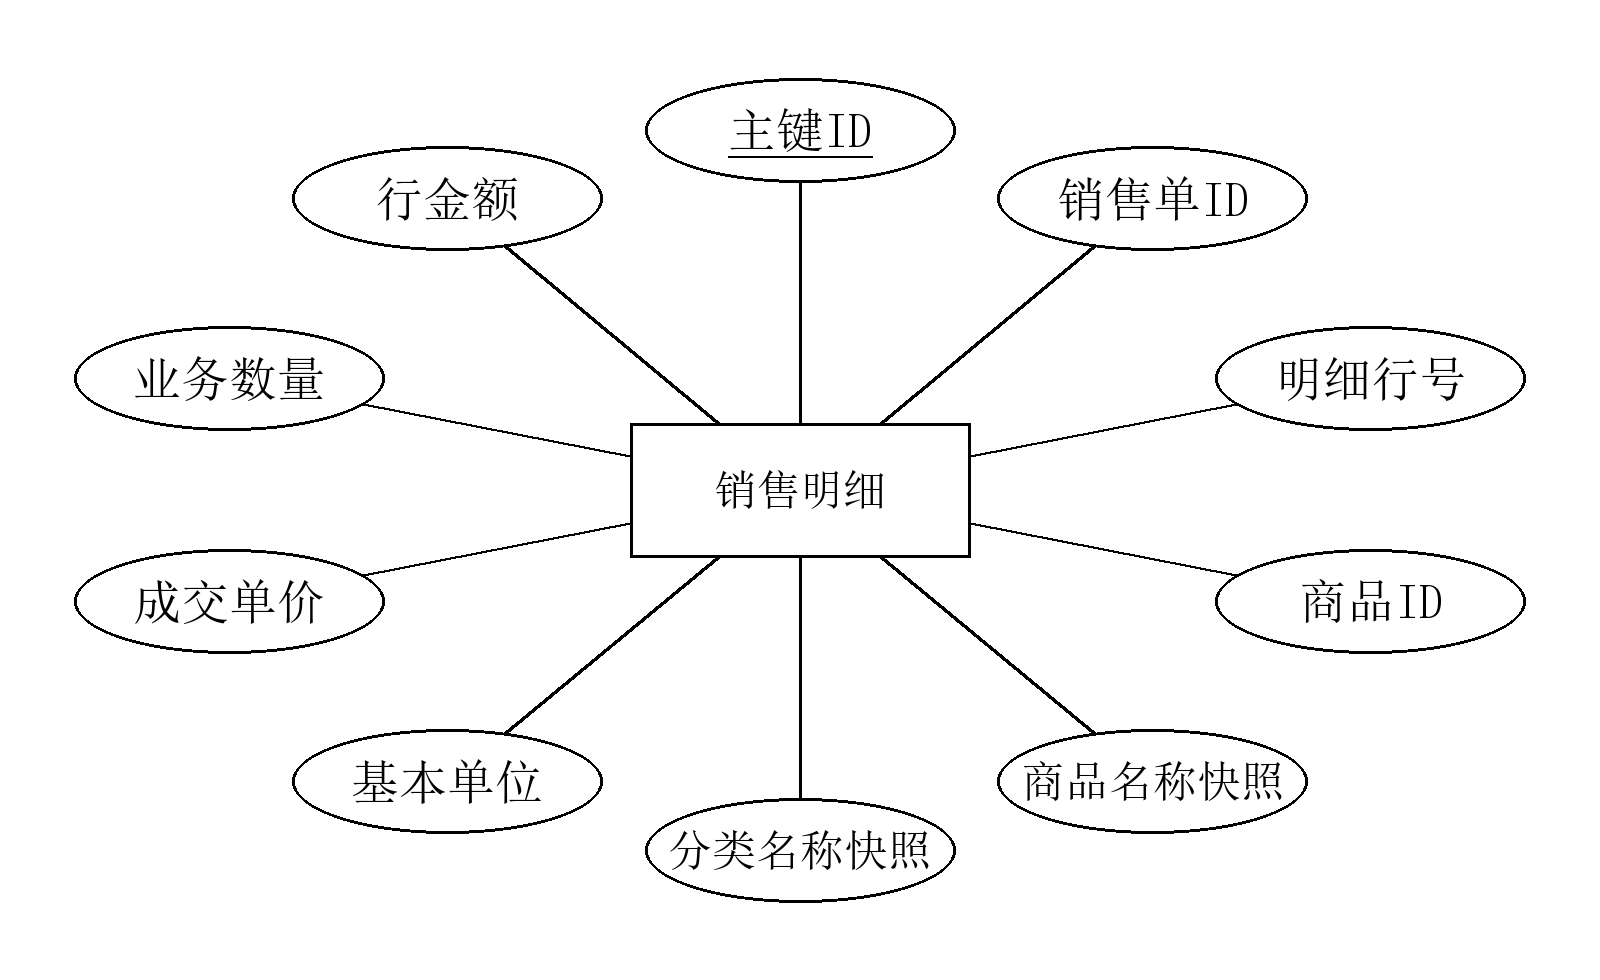 主键ID
行金额
销售单ID
业务数量
明细行号
销售明细
成交单价
商品ID
基本单位
商品名称快照
分类名称快照